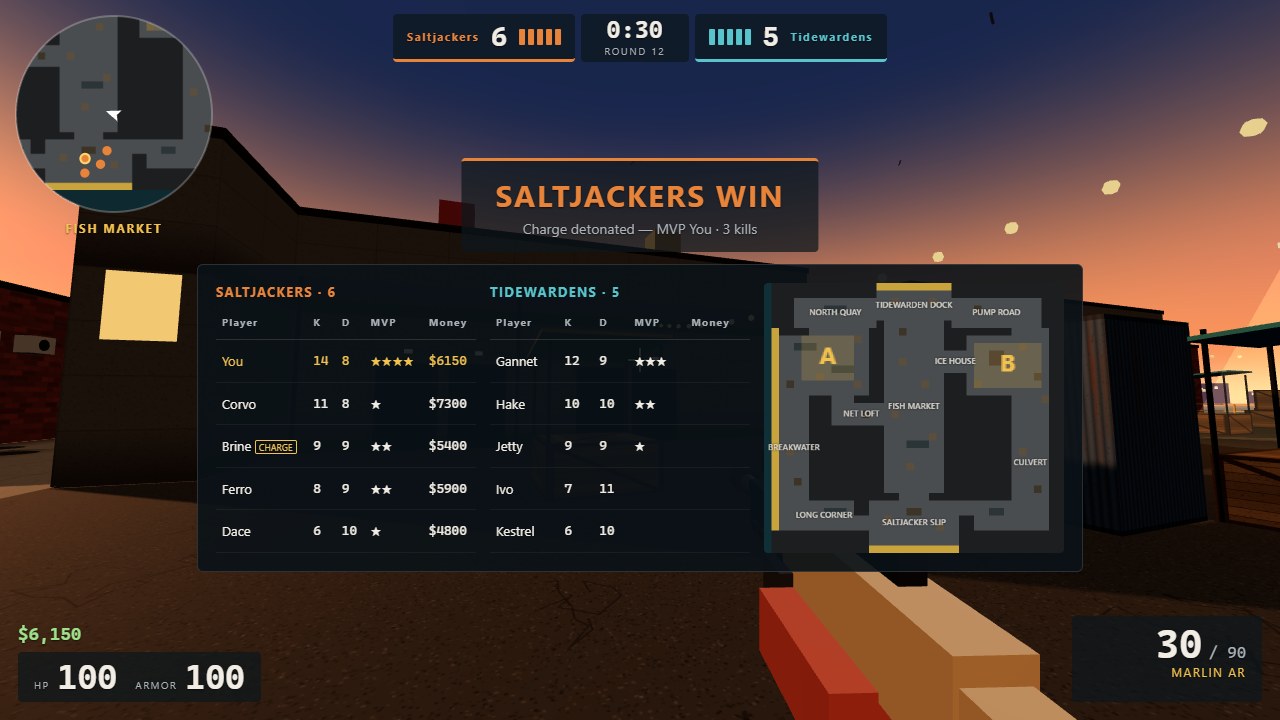 Saltjackers 6
0:30
ROUND 12
5 Tidewardens
FISH MARKET
SALTJACKERS WIN
Charge detonated — MVP You · 3 kills
SALTJACKERS · 6
Player K D MVP Money
You 14 8 ★★★★ $6150
Corvo 11 8 ★ $7300
Brine CHARGE 9 9 ★★ $5400
Ferro 8 9 ★★ $5900
Dace 6 10 ★ $4800
TIDEWARDENS · 5
Player K D MVP Money
Gannet 12 9 ★★★
Hake 10 10 ★★
Jetty 9 9 ★
Ivo 7 11
Kestrel 6 10
TIDEWARDEN DOCK
NORTH QUAY
PUMP ROAD
A
ICE HOUSE
B
NET LOFT
FISH MARKET
BREAKWATER
CULVERT
LONG CORNER
SALTJACKER SLIP
$6,150
HP 100 ARMOR 100
30 / 90
MARLIN AR